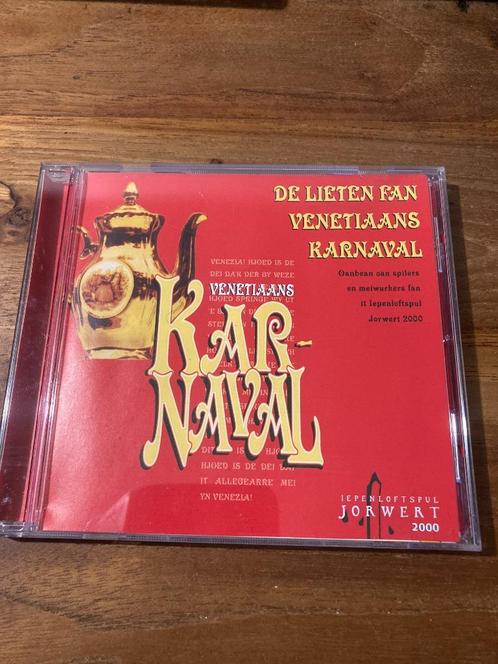 DE LIETEN FAN
VENETIAANS
KARNAVAL
Oanbean oan spilers
en meiwurkers fan
it Iepenloftspul
Jorwert 2000
VENEZIA! HJOED IS DE
DEI DA'K DER BY WEZE
VENETIAANS
HJOED SPRINGE WY UT
KAR-
NAVAL
HJOED IS DE DEI DAT
IT ALLEGEARRE MEI
YN VENEZIA!
IEPENLOFTSPUL
JORWERT
2000